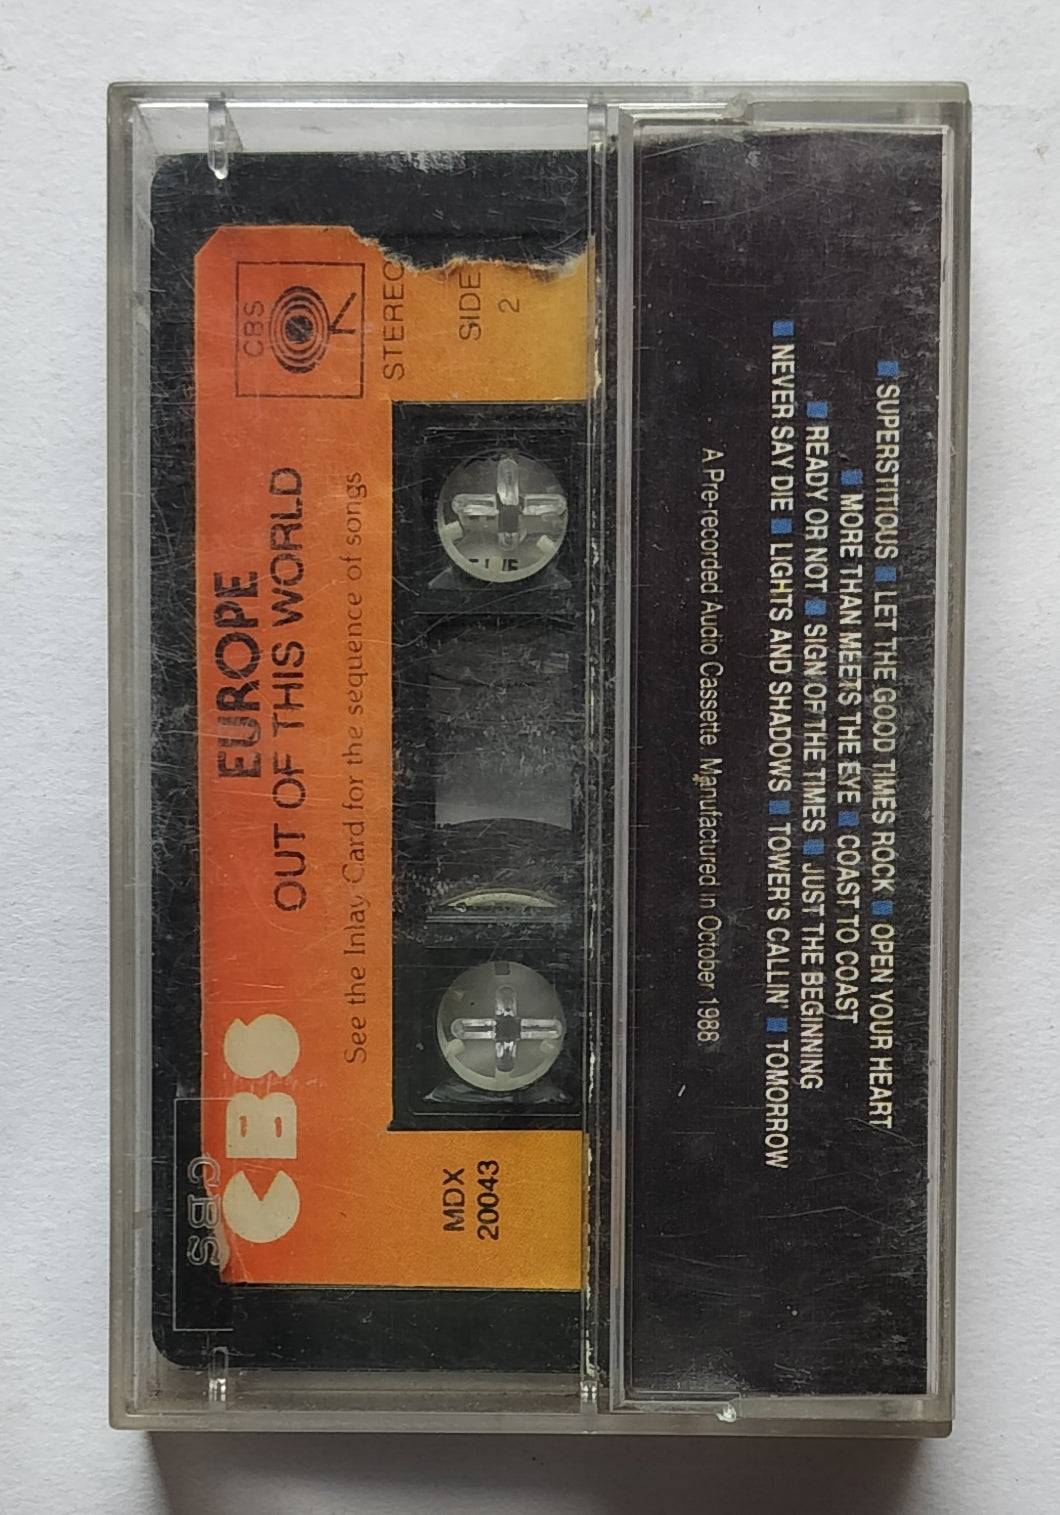 CBS
STEREO
SIDE
2
EUROPE
OUT OF THIS WORLD
See the Inlay Card for the sequence of songs
CBS
MDX
20043
CBS
■ SUPERSTITIOUS ■ LET THE GOOD TIMES ROCK ■ OPEN YOUR HEART
■ MORE THAN MEETS THE EYE ■ COAST TO COAST
■ READY OR NOT ■ SIGN OF THE TIMES ■ JUST THE BEGINNING
■ NEVER SAY DIE ■ LIGHTS AND SHADOWS ■ TOWER'S CALLIN' ■ TOMORROW
A Pre-recorded Audio Cassette Manufactured in October 1988